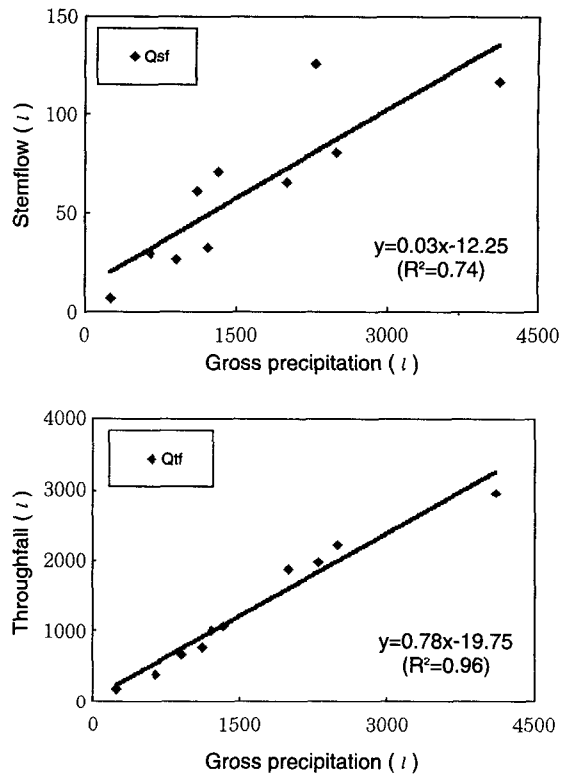 150
Qsf
100
50
0
Stemflow ( l )
y=0.03x-12.25
(R²=0.74)
0 1500 3000 4500
Gross precipitation ( l )
4000
Qtf
3000
2000
1000
0
Throughfall ( l )
y=0.78x-19.75
(R²=0.96)
0 1500 3000 4500
Gross precipitation ( l )